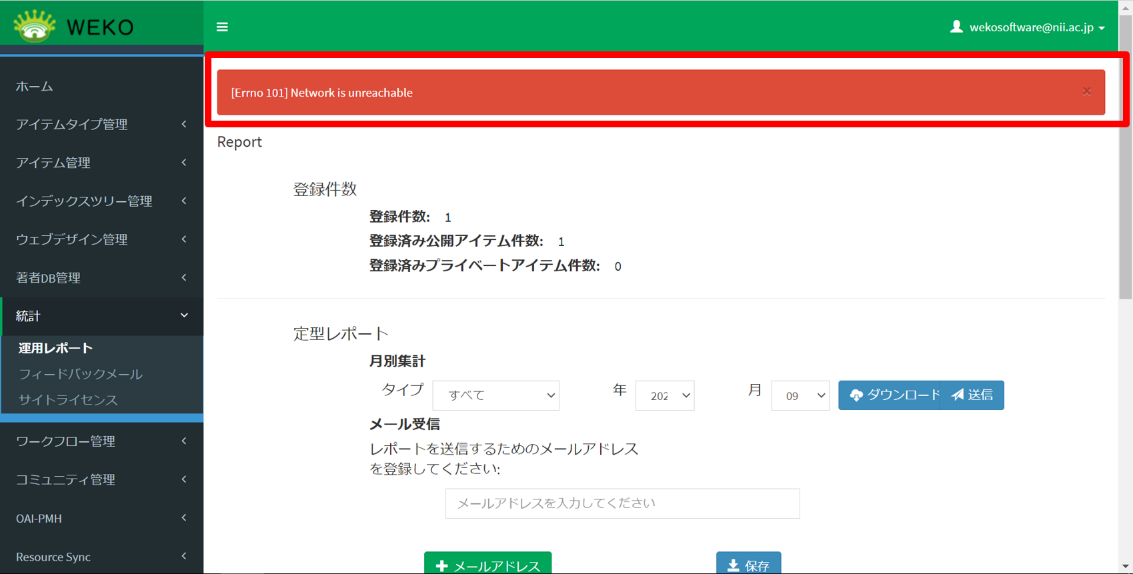 WEKO
wekosoftware@nii.ac.jp
[Errno 101] Network is unreachable
×
ホーム
アイテムタイプ管理
アイテム管理
インデックスツリー管理
ウェブデザイン管理
著者DB管理
統計
運用レポート
フィードバックメール
サイトライセンス
ワークフロー管理
コミュニティ管理
OAI-PMH
Resource Sync
Report
登録件数
登録件数: 1
登録済み公開アイテム件数: 1
登録済みプライベートアイテム件数: 0
定型レポート
月別集計
タイプ すべて 年 202 月 09 ダウンロード 送信
メール受信
レポートを送信するためのメールアドレス
を登録してください:
メールアドレスを入力してください
メールアドレス 保存